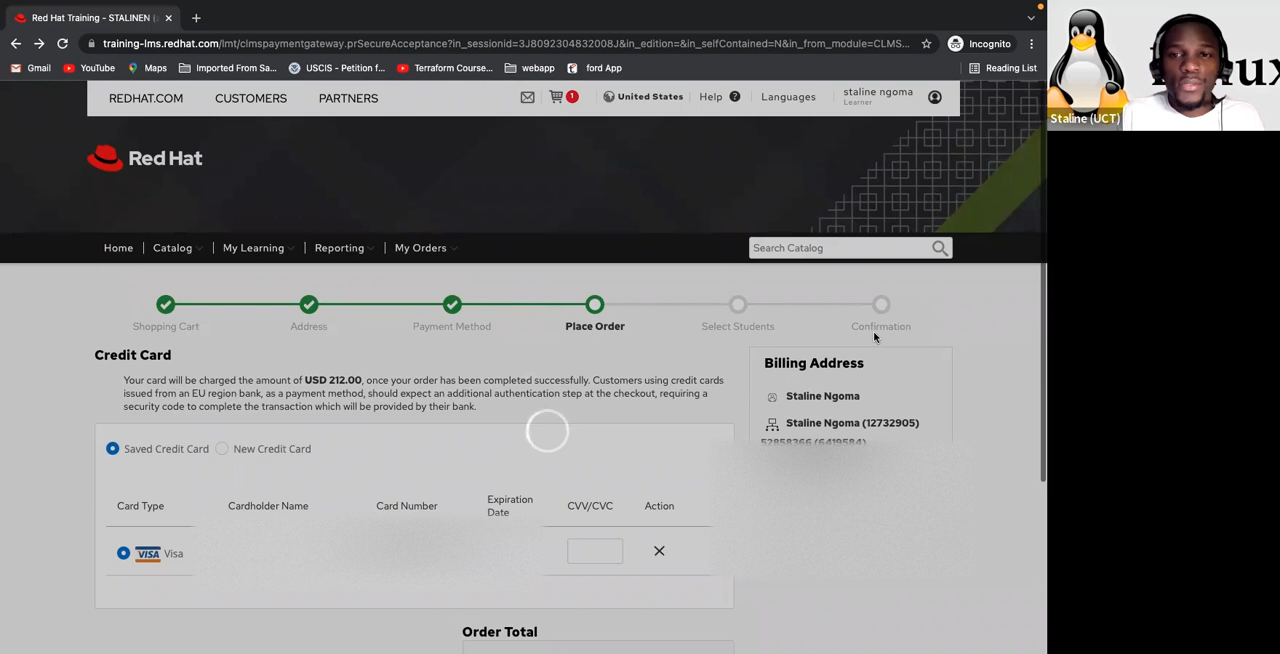 Red Hat Training - STALINEN (
training-lms.redhat.com/lmt/clmspaymentgateway.prSecureAcceptance?in_sessionid=3J8092304832008J&in_edition=&in_selfContained=N&in_from_module=CLMS...
Incognito
Gmail
YouTube
Maps
Imported From Sa...
USCIS - Petition f...
Terraform Course...
webapp
ford App
Reading List
REDHAT.COM
CUSTOMERS
PARTNERS
1
United States
Help
Languages
staline ngoma
Learner
Red Hat
Home
Catalog
My Learning
Reporting
My Orders
Search Catalog
Shopping Cart
Address
Payment Method
Place Order
Select Students
Confirmation
Credit Card
Your card will be charged the amount of USD 212.00, once your order has been completed successfully. Customers using credit cards
issued from an EU region bank, as a payment method, should expect an additional authentication step at the checkout, requiring a
security code to complete the transaction which will be provided by their bank.
Saved Credit Card
New Credit Card
Card Type
Cardholder Name
Card Number
Expiration
Date
CVV/CVC
Action
VISA Visa
Order Total
Billing Address
Staline Ngoma
Staline Ngoma (12732905)
52858366 (6419584)
Staline (UCT)